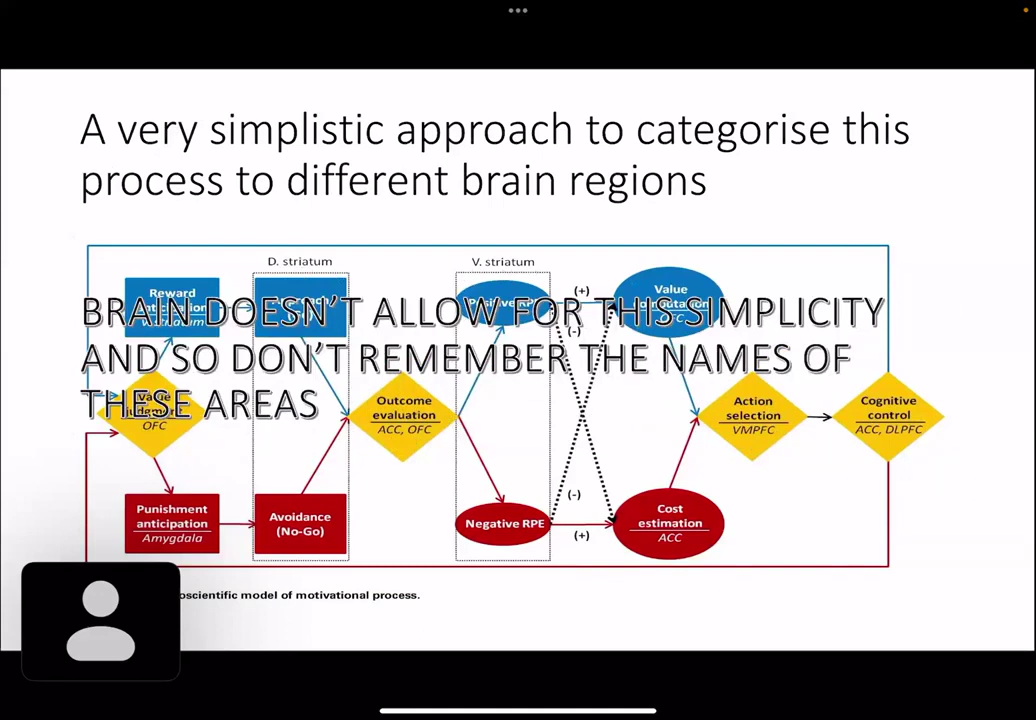 A very simplistic approach to categorise this
process to different brain regions
D. striatum
V. striatum
Reward
Value
(+)
BRAIN DOESN'T ALLOW FOR THIS SIMPLICITY
OFC
(-)
AND SO DON'T REMEMBER THE NAMES OF
THESE AREAS
Value
judgment
OFC
Outcome
evaluation
ACC, OFC
Action
selection
VMPFC
Cognitive
control
ACC, DLPFC
(-)
Punishment
anticipation
Amygdala
Avoidance
(No-Go)
Negative RPE
(+)
Cost
estimation
ACC
oscientific model of motivational process.